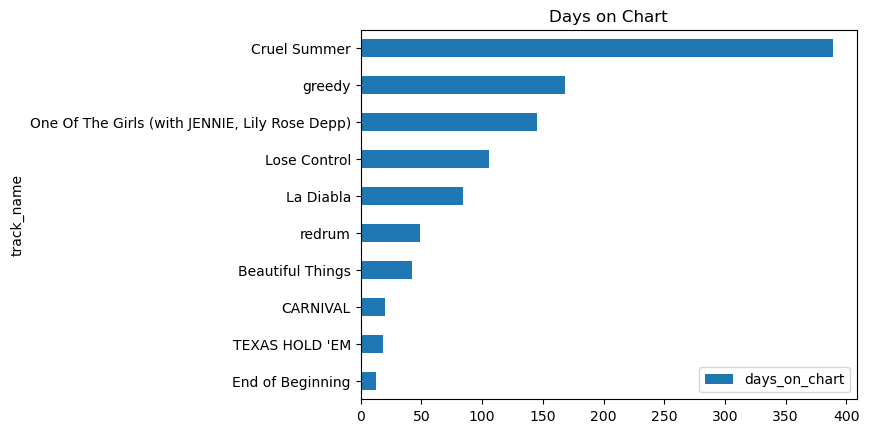 Days on Chart
track_name
Cruel Summer
greedy
One Of The Girls (with JENNIE, Lily Rose Depp)
Lose Control
La Diabla
redrum
Beautiful Things
CARNIVAL
TEXAS HOLD 'EM
End of Beginning
days_on_chart
0 50 100 150 200 250 300 350 400